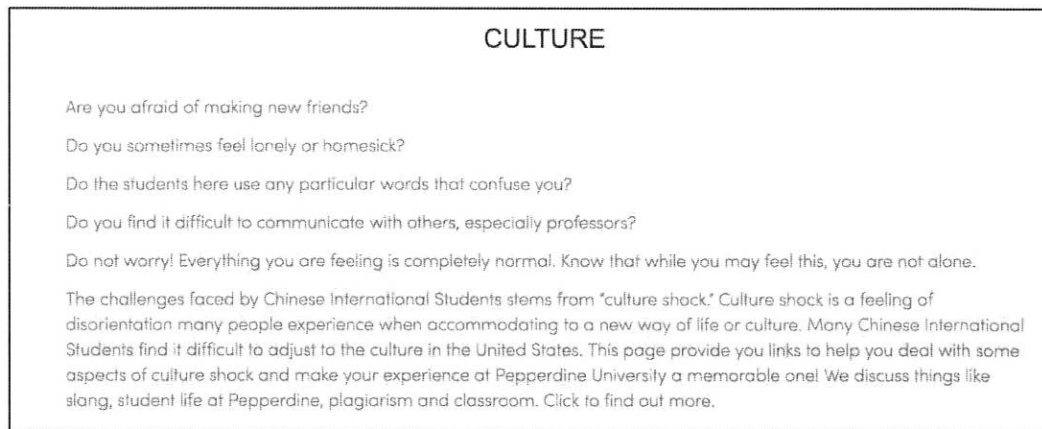 CULTURE
Are you afraid of making new friends?
Do you sometimes feel lonely or homesick?
Do the students here use any particular words that confuse you?
Do you find it difficult to communicate with others, especially professors?
Do not worry! Everything you are feeling is completely normal. Know that while you may feel this, you are not alone.
The challenges faced by Chinese International Students stems from "culture shock." Culture shock is a feeling of
disorientation many people experience when accommodating to a new way of life or culture. Many Chinese International
Students find it difficult to adjust to the culture in the United States. This page provide you links to help you deal with some
aspects of culture shock and make your experience at Pepperdine University a memorable one! We discuss things like
slang, student life at Pepperdine, plagiarism and classroom. Click to find out more.